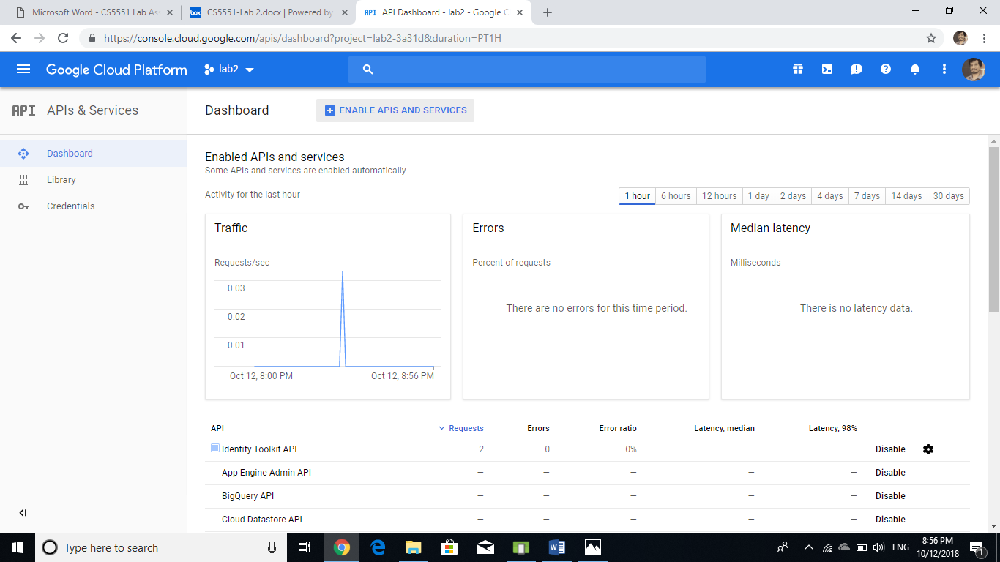 Microsoft Word - CS5551 Lab As
box
CS5551-Lab 2.docx | Powered by
API
API Dashboard - lab2 - Google C
https://console.cloud.google.com/apis/dashboard?project=lab2-3a31d&duration=PT1H
Google Cloud Platform
lab2
API
APIs & Services
Dashboard
ENABLE APIS AND SERVICES
Dashboard
Library
Credentials
Enabled APIs and services
Some APIs and services are enabled automatically
Activity for the last hour
1 hour 6 hours 12 hours 1 day 2 days 4 days 7 days 14 days 30 days
Traffic
Requests/sec
0.03
0.02
0.01
Oct 12, 8:00 PM Oct 12, 8:56 PM
Errors
Percent of requests
There are no errors for this time period.
Median latency
Milliseconds
There is no latency data.
API Requests Errors Error ratio Latency, median Latency, 98%
Identity Toolkit API 2 0 0% — — Disable
App Engine Admin API — — — — — Disable
BigQuery API — — — — — Disable
Cloud Datastore API — — — — — Disable
Type here to search
ENG
8:56 PM
10/12/2018
1